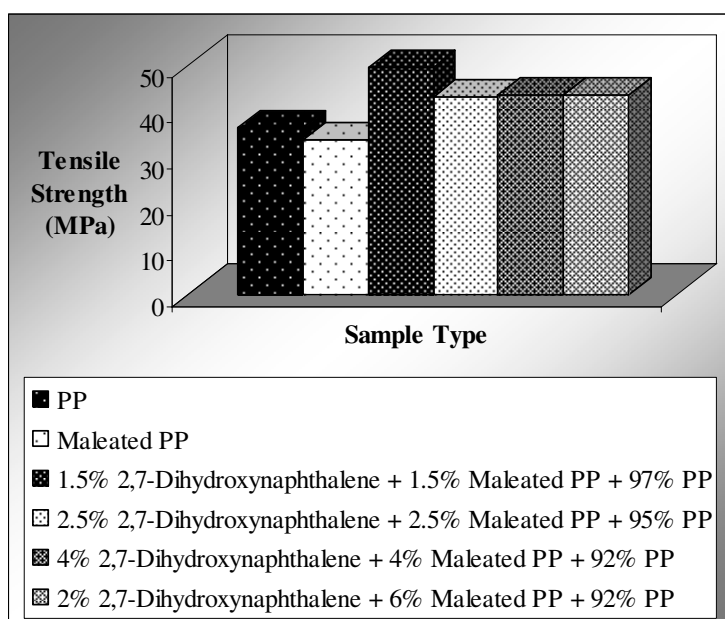 50
40
30
20
10
0
Tensile
Strength
(MPa)
Sample Type
PP
Maleated PP
1.5% 2,7-Dihydroxynaphthalene + 1.5% Maleated PP + 97% PP
2.5% 2,7-Dihydroxynaphthalene + 2.5% Maleated PP + 95% PP
4% 2,7-Dihydroxynaphthalene + 4% Maleated PP + 92% PP
2% 2,7-Dihydroxynaphthalene + 6% Maleated PP + 92% PP